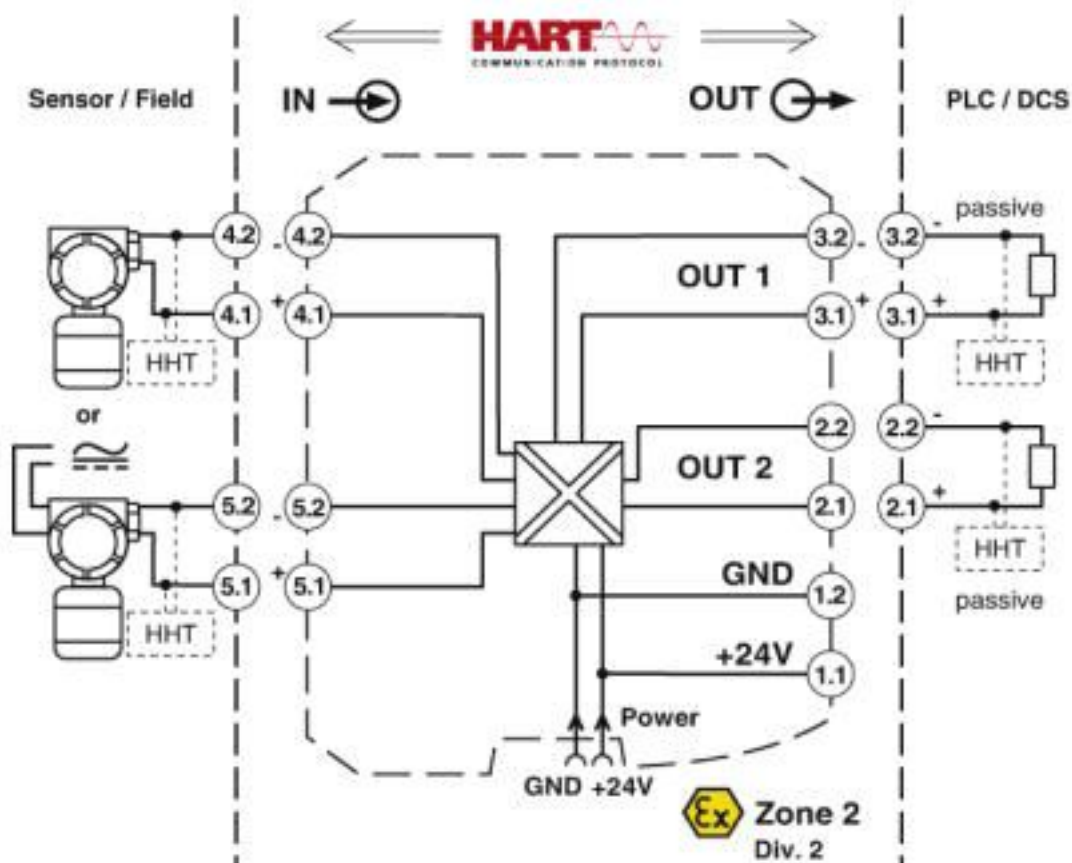 HART
COMMUNICATION PROTOCOL
Sensor / Field
IN
OUT
PLC / DCS
passive
4.2
-
4.2
3.2
-
3.2
-
OUT 1
4.1
+
4.1
3.1
+
3.1
+
HHT
HHT
or
2.2
2.2
-
OUT 2
5.2
-
5.2
2.1
2.1
+
HHT
5.1
+
5.1
GND
1.2
passive
HHT
+24V
1.1
Power
GND +24V
Ex
Zone 2
Div. 2